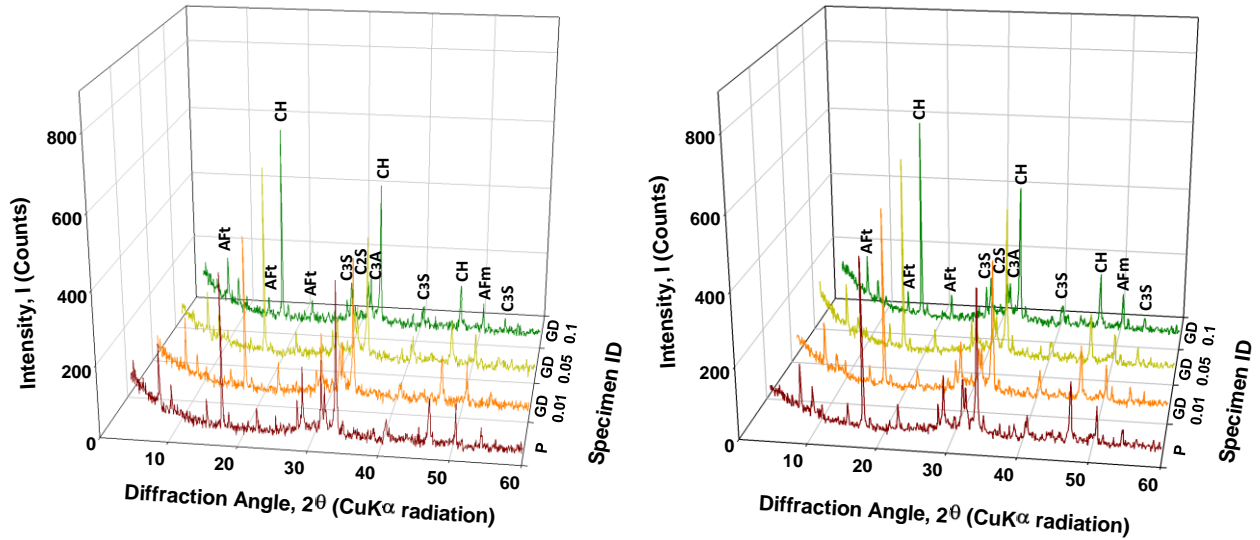 Intensity, I (Counts)
800
600
400
200
0
10
20
30
40
50
60
Diffraction Angle, 2θ (CuKα radiation)
AFt
AFt
CH
AFt
C3S
C2S
C3A
CH
C3S
CH
AFm
C3S
P
GD 0.01
GD 0.05
GD 0.1
Specimen ID
Intensity, I (Counts)
800
600
400
200
0
10
20
30
40
50
60
Diffraction Angle, 2θ (CuKα radiation)
AFt
AFt
CH
AFt
C3S
C2S
C3A
CH
C3S
CH
AFm
C3S
P
GD 0.01
GD 0.05
GD 0.1
Specimen ID